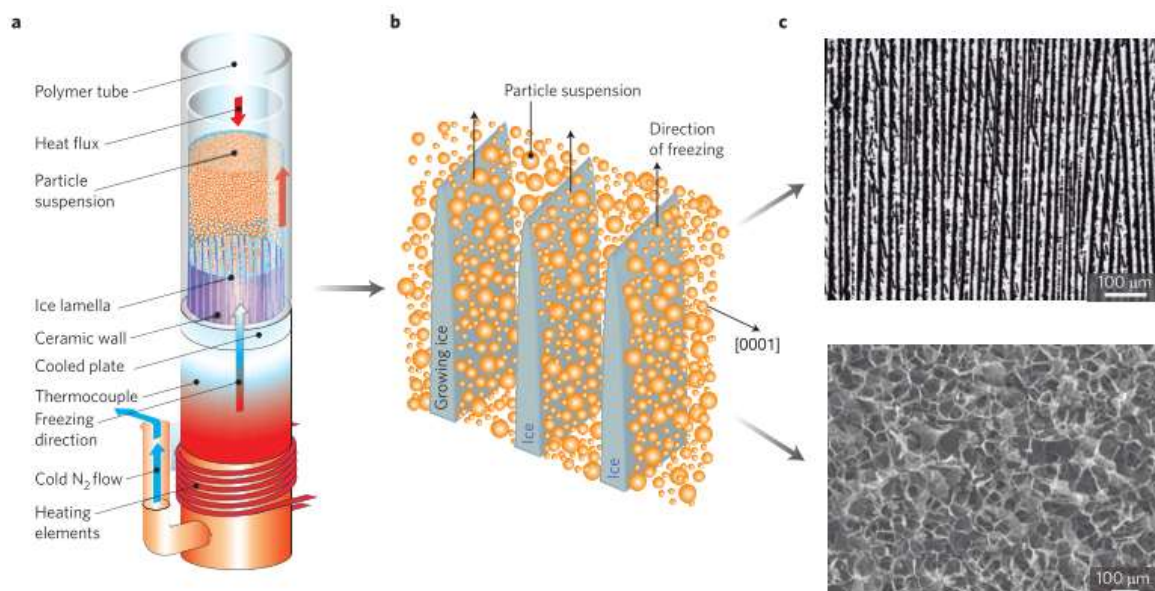 a
Polymer tube
Heat flux
Particle
suspension
Ice lamella
Ceramic wall
Cooled plate
Thermocouple
Freezing
direction
Cold N₂ flow
Heating
elements
b
Particle suspension
Direction
of freezing
[0001]
Growing ice
Ice
Ice
c
100 μm
100 μm